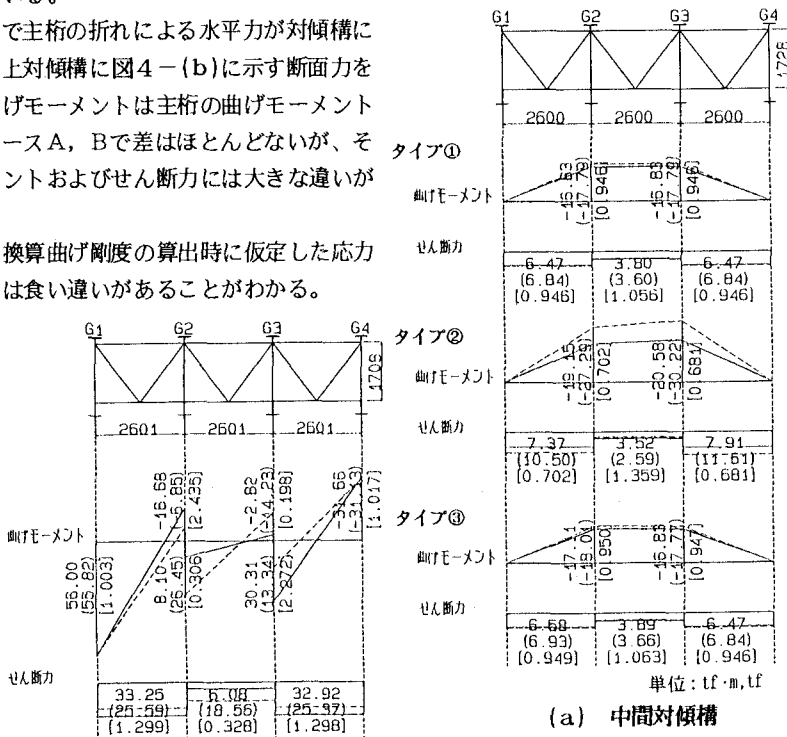 いる。
で主桁の折れによる水平力が対傾構に
上対傾構に図4-(b)に示す断面力を
げモーメントは主桁の曲げモーメント
ースA, Bで差はほとんどないが、そ
ントおよびせん断力には大きな違いが
換算曲げ剛度の算出時に仮定した応力
は食い違いがあることがわかる。
G1 G2 G3 G4
1709
2601 2601 2601
曲げモーメント
56.00
(55.82)
[1.003]
-16.68
[2.435]
8.10
(26.45)
[0.306]
-2.82
(-14.23)
[0.198]
30.31
(13.34)
[2.272]
[1.017]
せん断力
33.25 6.08 32.92
(25.59) (18.56) (25.37)
[1.299] [0.328] [1.298]
G1 G2 G3 G4
1728
2600 2600 2600
タイプ①
曲げモーメント
-16.83
(-17.79)
[0.946]
-16.83
(-17.79)
[0.946]
せん断力
6.47 3.80 6.47
(6.84) (3.60) (6.84)
[0.946] [1.056] [0.946]
タイプ②
曲げモーメント
-19.15
(-27.29)
[0.702]
-20.58
(-30.22)
[0.681]
せん断力
7.37 3.52 7.91
(10.50) (2.59) (11.61)
[0.702] [1.359] [0.681]
タイプ③
曲げモーメント
(-18.01)
[0.950]
-16.83
(-17.77)
[0.947]
せん断力
6.68 3.89 6.47
(6.93) (3.66) (6.84)
[0.949] [1.063] [0.946]
単位:tf·m,tf
(a) 中間対傾構